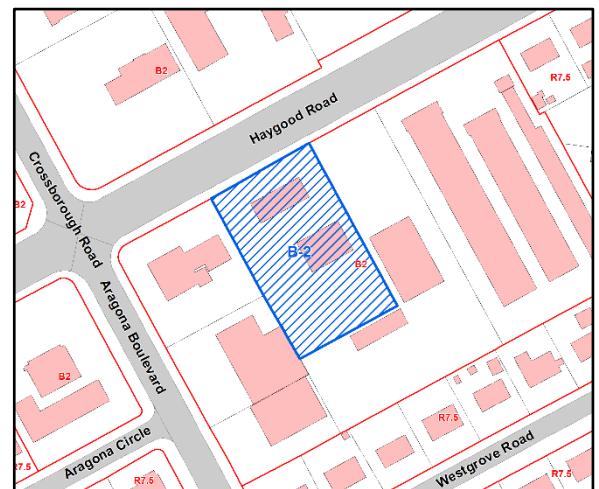 B2
R7.5
Haygood Road
Crossborough Road
B2
B-2
B2
Aragona Boulevard
B2
R7.5
Aragona Circle
R7.5
R7.5
Westgrove Road
R7.5